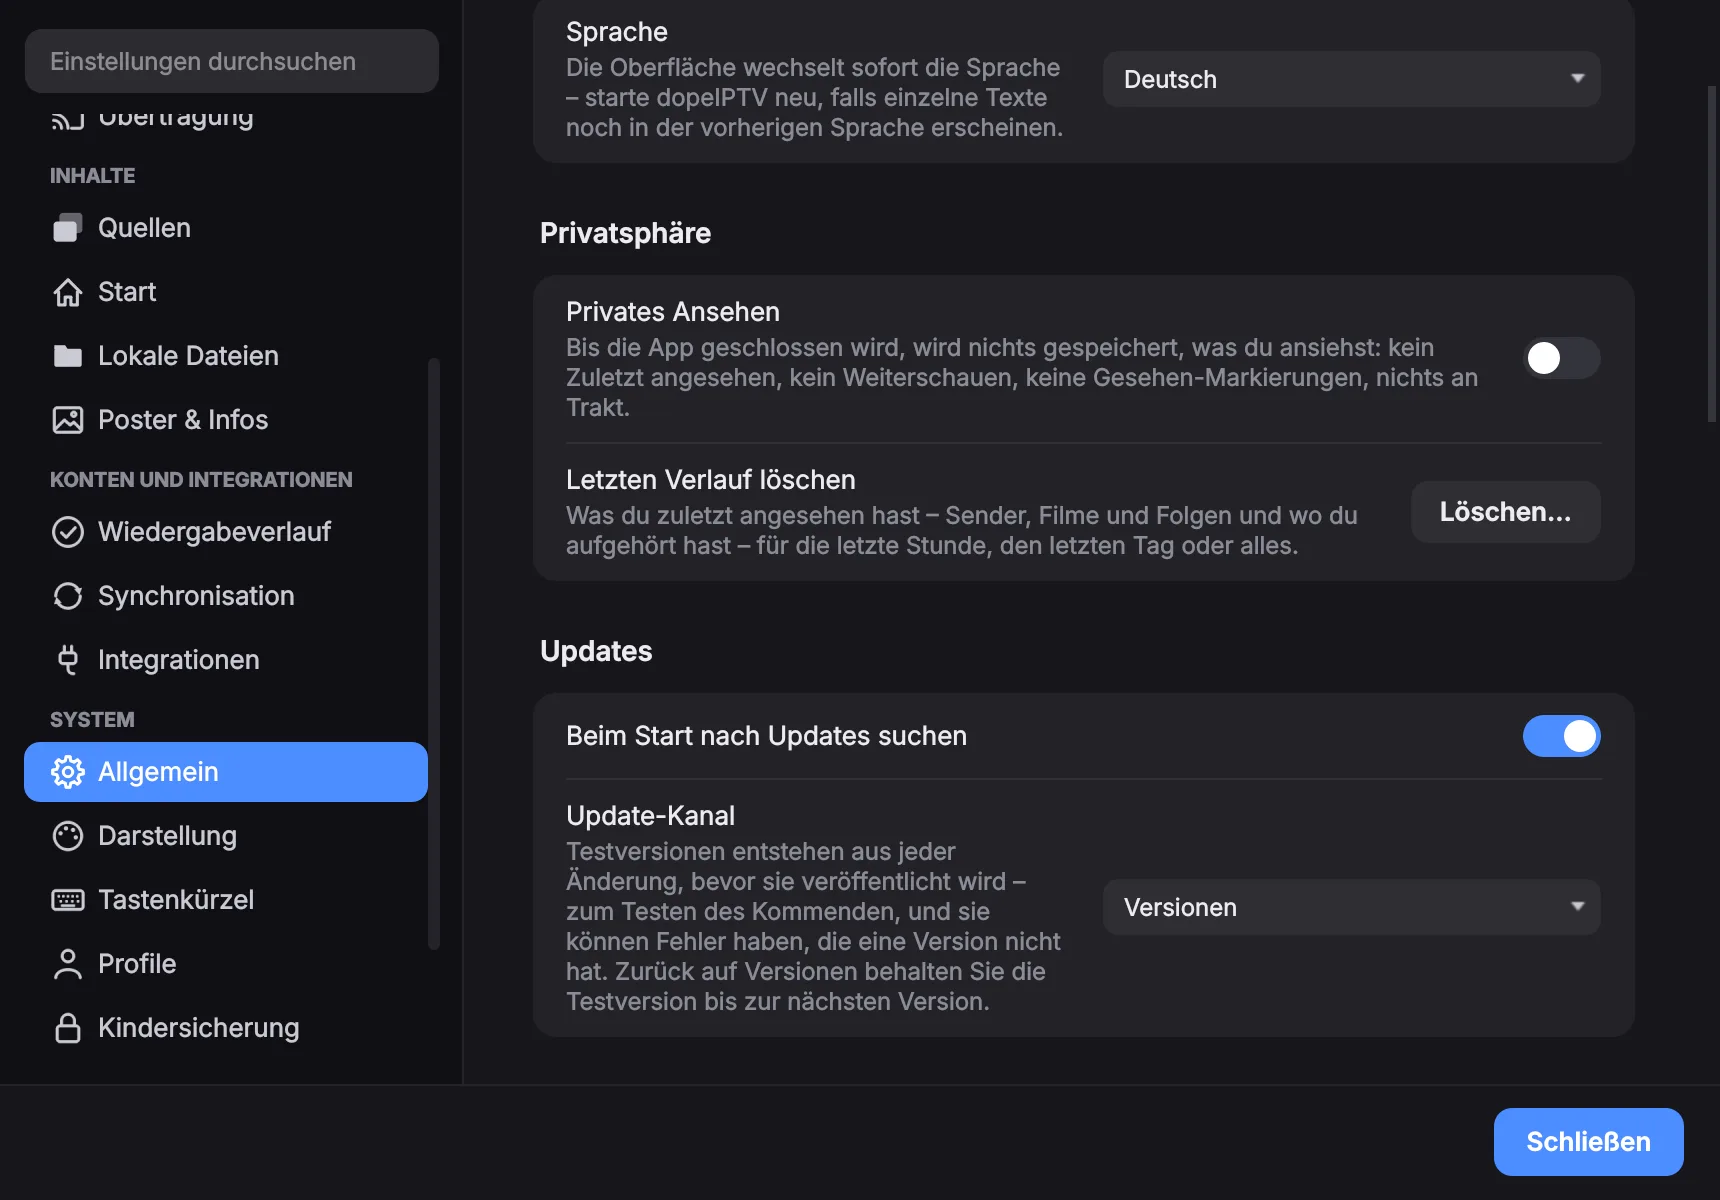 Einstellungen durchsuchen
Übertragung
INHALTE
Quellen
Start
Lokale Dateien
Poster & Infos
KONTEN UND INTEGRATIONEN
Wiedergabeverlauf
Synchronisation
Integrationen
SYSTEM
Allgemein
Darstellung
Tastenkürzel
Profile
Kindersicherung
Sprache
Die Oberfläche wechselt sofort die Sprache
– starte dopeIPTV neu, falls einzelne Texte
noch in der vorherigen Sprache erscheinen.
Deutsch
Privatsphäre
Privates Ansehen
Bis die App geschlossen wird, wird nichts gespeichert, was du ansiehst: kein
Zuletzt angesehen, kein Weiterschauen, keine Gesehen-Markierungen, nichts an
Trakt.
Letzten Verlauf löschen
Was du zuletzt angesehen hast – Sender, Filme und Folgen und wo du
aufgehört hast – für die letzte Stunde, den letzten Tag oder alles.
Löschen...
Updates
Beim Start nach Updates suchen
Update-Kanal
Testversionen entstehen aus jeder
Änderung, bevor sie veröffentlicht wird –
zum Testen des Kommenden, und sie
können Fehler haben, die eine Version nicht
hat. Zurück auf Versionen behalten Sie die
Testversion bis zur nächsten Version.
Versionen
Schließen